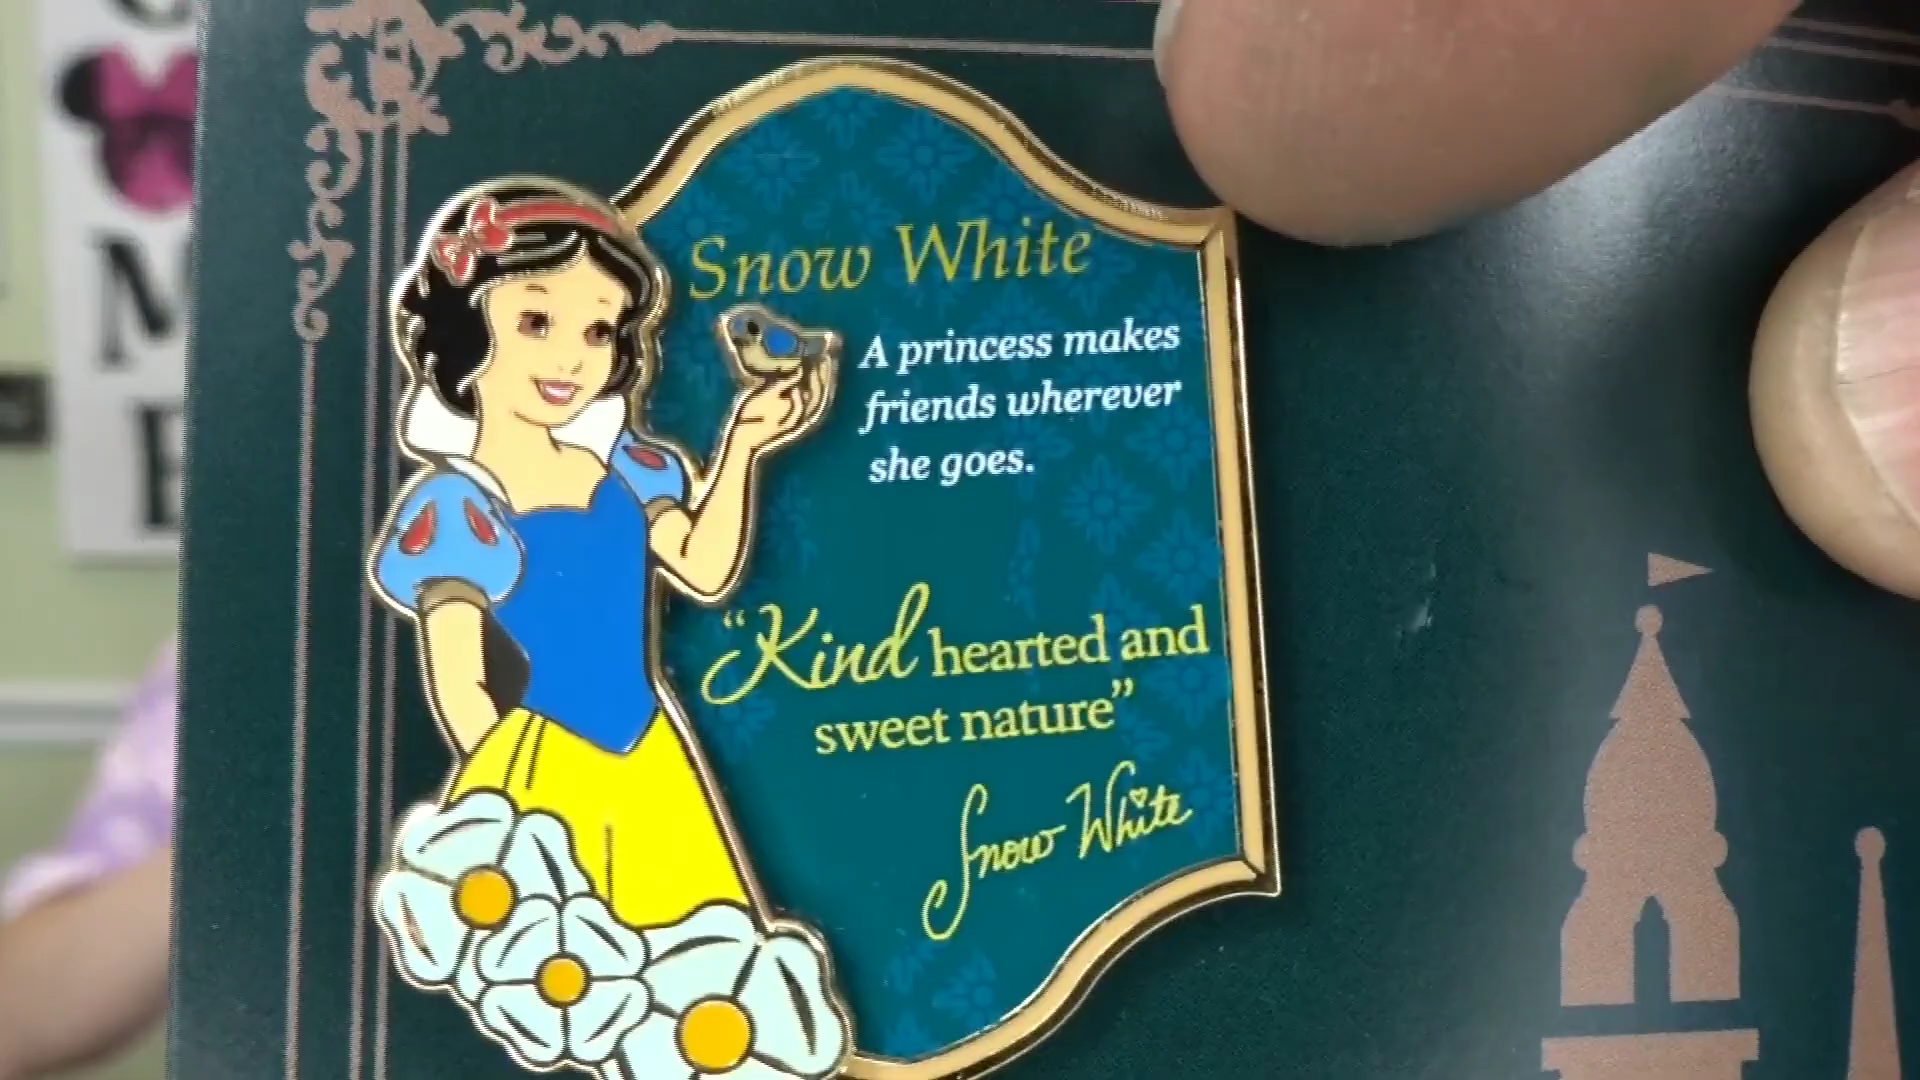 Snow White
A princess makes
friends wherever
she goes.
“Kind hearted and
sweet nature”
Snow White